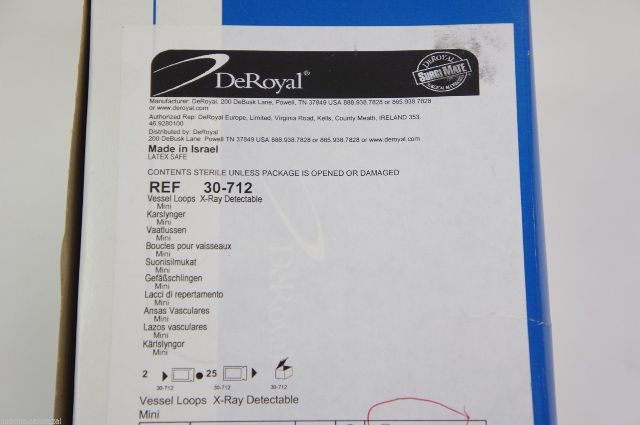 DeRoyal®
DEROYAL
SURGI MATE
Manufacturer: DeRoyal, 200 DeBusk Lane, Powell, TN 37849 USA 888.938.7828 or 865.938.7828
or www.deroyal.com
Authorized Rep: DeRoyal Europe, Limited, Virginia Road, Kells, County Meath, IRELAND 353.
46.9280100
Distributed by: DeRoyal
200 DeBusk Lane Powell TN 37849 USA 888.938.7828 or 865.938.7828 or www.deroyal.com
Made in Israel
LATEX SAFE
CONTENTS STERILE UNLESS PACKAGE IS OPENED OR DAMAGED
REF 30-712
Vessel Loops X-Ray Detectable
Mini
Karslynger
Mini
Vaatlussen
Mini
Boucles pour vaisseaux
Mini
Suonisilmukat
Mini
Gefäßschlingen
Mini
Lacci di repertamento
Mini
Ansas Vasculares
Mini
Lazos vasculares
Mini
Kärlslyngor
Mini
2 25
30-712 30-712 30-712
Vessel Loops X-Ray Detectable
Mini